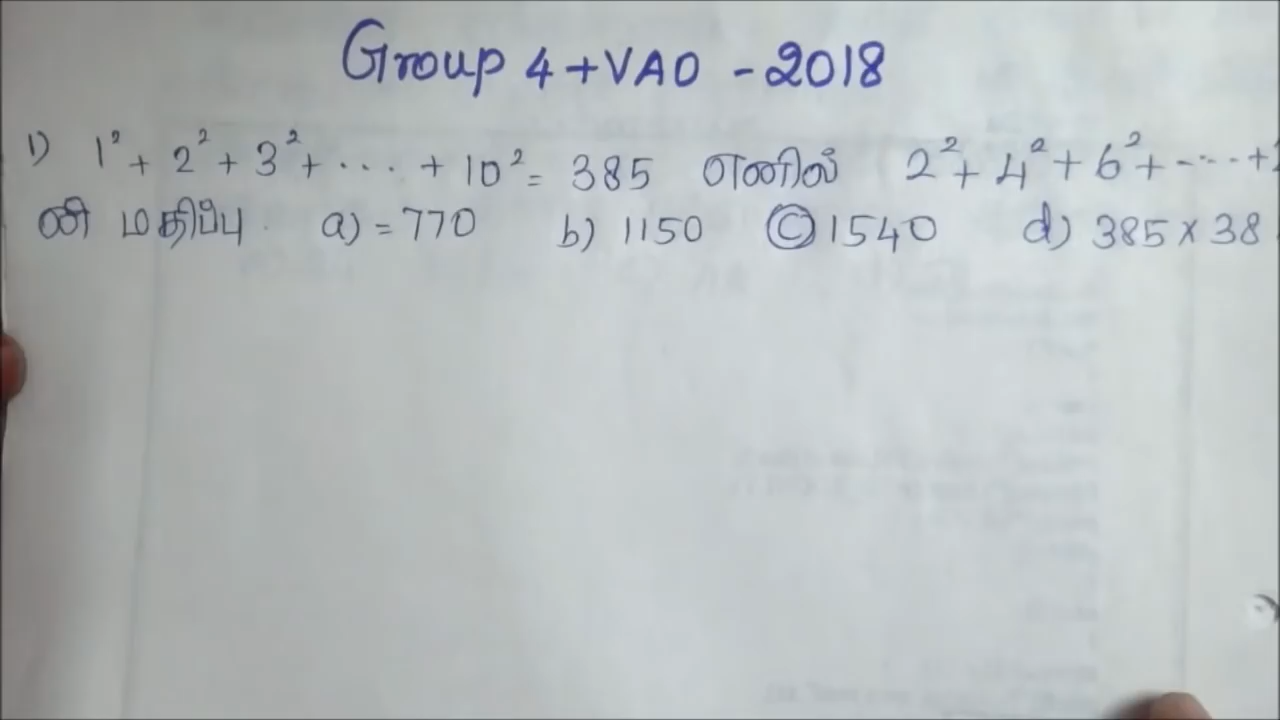 Group 4 + VAO - 2018
1) 1² + 2² + 3² + ... + 10² = 385 எனில் 2² + 4² + 6² + ---- +
ன் மதிப்பு. a) = 770 b) 1150 (C) 1540 d) 385 x 38